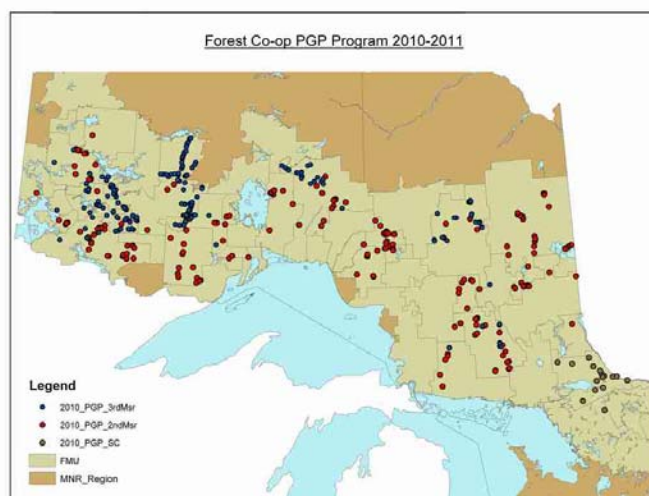 Forest Co-op PGP Program 2010-2011
Legend
2010_PGP_3rdMsr
2010_PGP_2ndMsr
2010_PGP_SC
FMU
MNR_Region